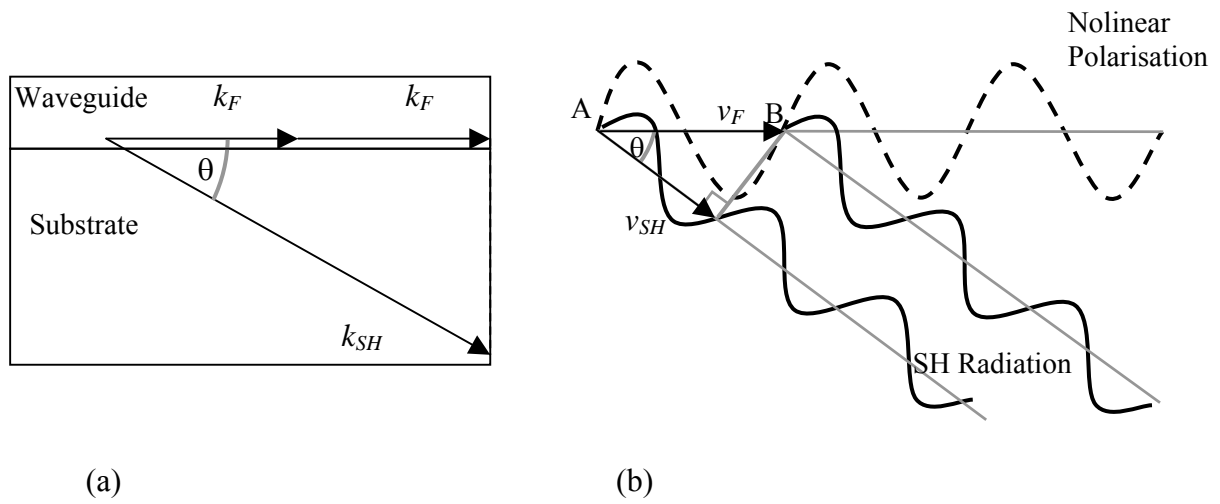 Waveguide
k_F
k_F
θ
Substrate
k_SH
(a)
Nolinear
Polarisation
A
v_F
B
θ
v_SH
SH Radiation
(b)